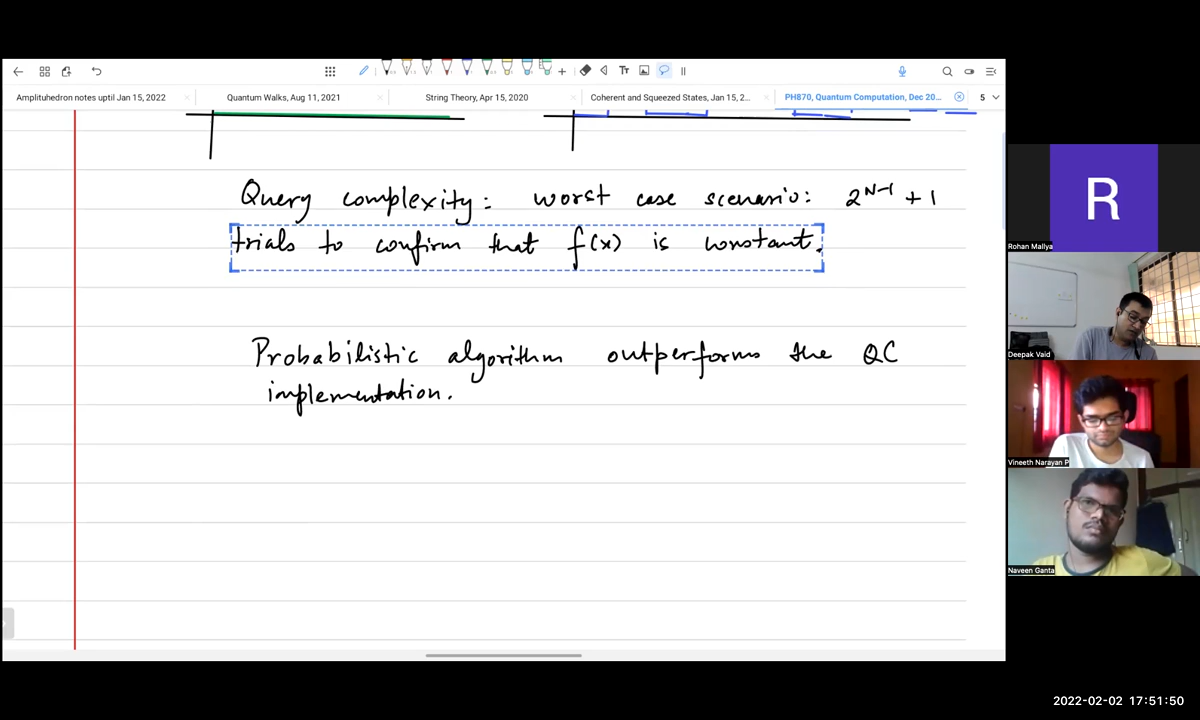 Amplituhedron notes uptil Jan 15, 2022
Quantum Walks, Aug 11, 2021
String Theory, Apr 15, 2020
Coherent and Squeezed States, Jan 15, 2...
PH870, Quantum Computation, Dec 20...
5
Tт
Query complexity: worst case scenario: 2^{N-1} + 1
trials to confirm that f(x) is constant.
Probabilistic algorithm outperforms the QC
implementation.
R
Rohan Mallya
Deepak Vaid
Vineeth Narayan P
Naveen Ganta
2022-02-02 17:51:50